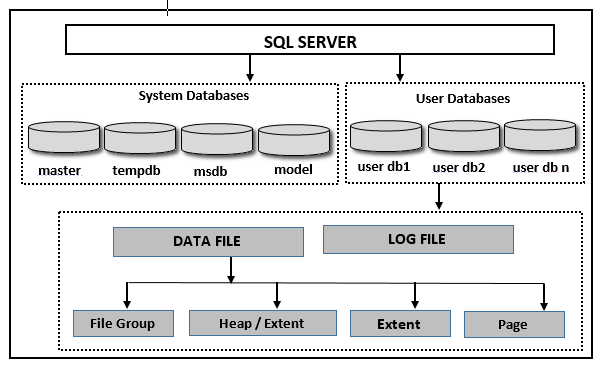 SQL SERVER
System Databases
User Databases
master
tempdb
msdb
model
user db1
user db2
user db n
DATA FILE
LOG FILE
File Group
Heap / Extent
Extent
Page